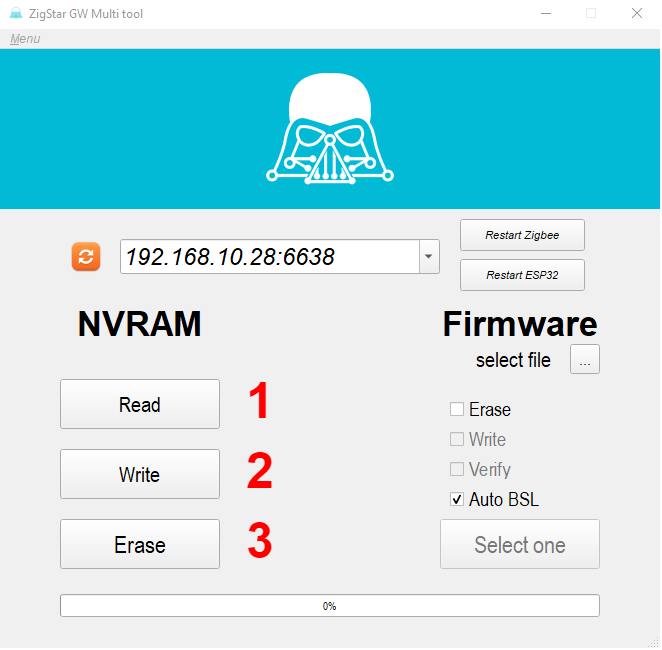 ZigStar GW Multi tool
Menu
192.168.10.28:6638
Restart Zigbee
Restart ESP32
NVRAM
Firmware
select file
...
Read
1
Erase
Write
Write
2
Verify
Auto BSL
Erase
3
Select one
0%